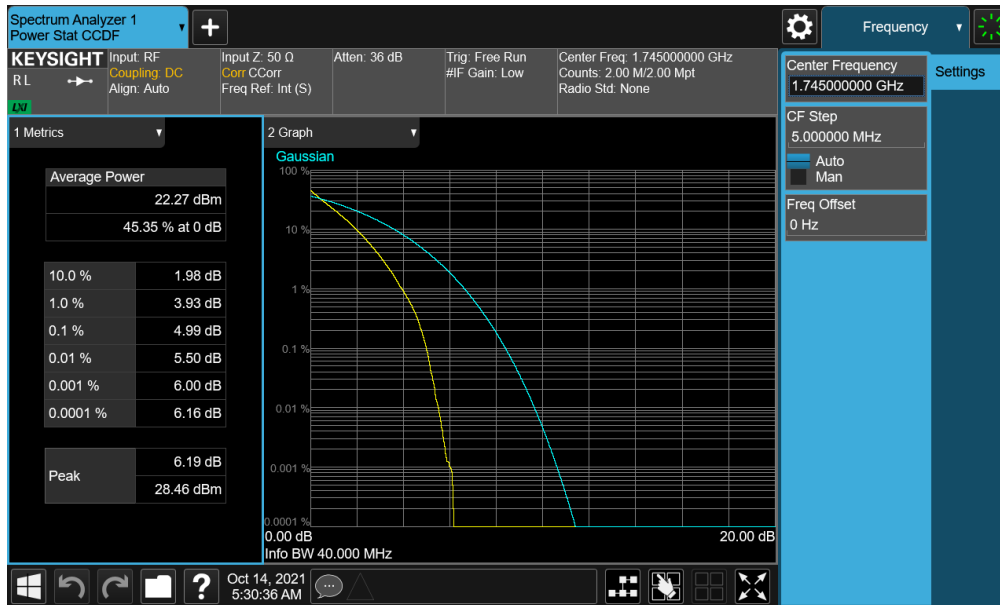 Spectrum Analyzer 1
Power Stat CCDF
+
Frequency
KEYSIGHT
R L
LXI
Input: RF
Coupling: DC
Align: Auto
Input Z: 50 Ω
Corr CCorr
Freq Ref: Int (S)
Atten: 36 dB
Trig: Free Run
#IF Gain: Low
Center Freq: 1.745000000 GHz
Counts: 2.00 M/2.00 Mpt
Radio Std: None
Center Frequency
1.745000000 GHz
Settings
CF Step
5.000000 MHz
Auto
Man
Freq Offset
0 Hz
1 Metrics
Average Power
22.27 dBm
45.35 % at 0 dB
10.0 % 1.98 dB
1.0 % 3.93 dB
0.1 % 4.99 dB
0.01 % 5.50 dB
0.001 % 6.00 dB
0.0001 % 6.16 dB
Peak
6.19 dB
28.46 dBm
2 Graph
Gaussian
100 %
10 %
1 %
0.1 %
0.01 %
0.001 %
0.0001 %
0.00 dB 20.00 dB
Info BW 40.000 MHz
?
Oct 14, 2021
5:30:36 AM